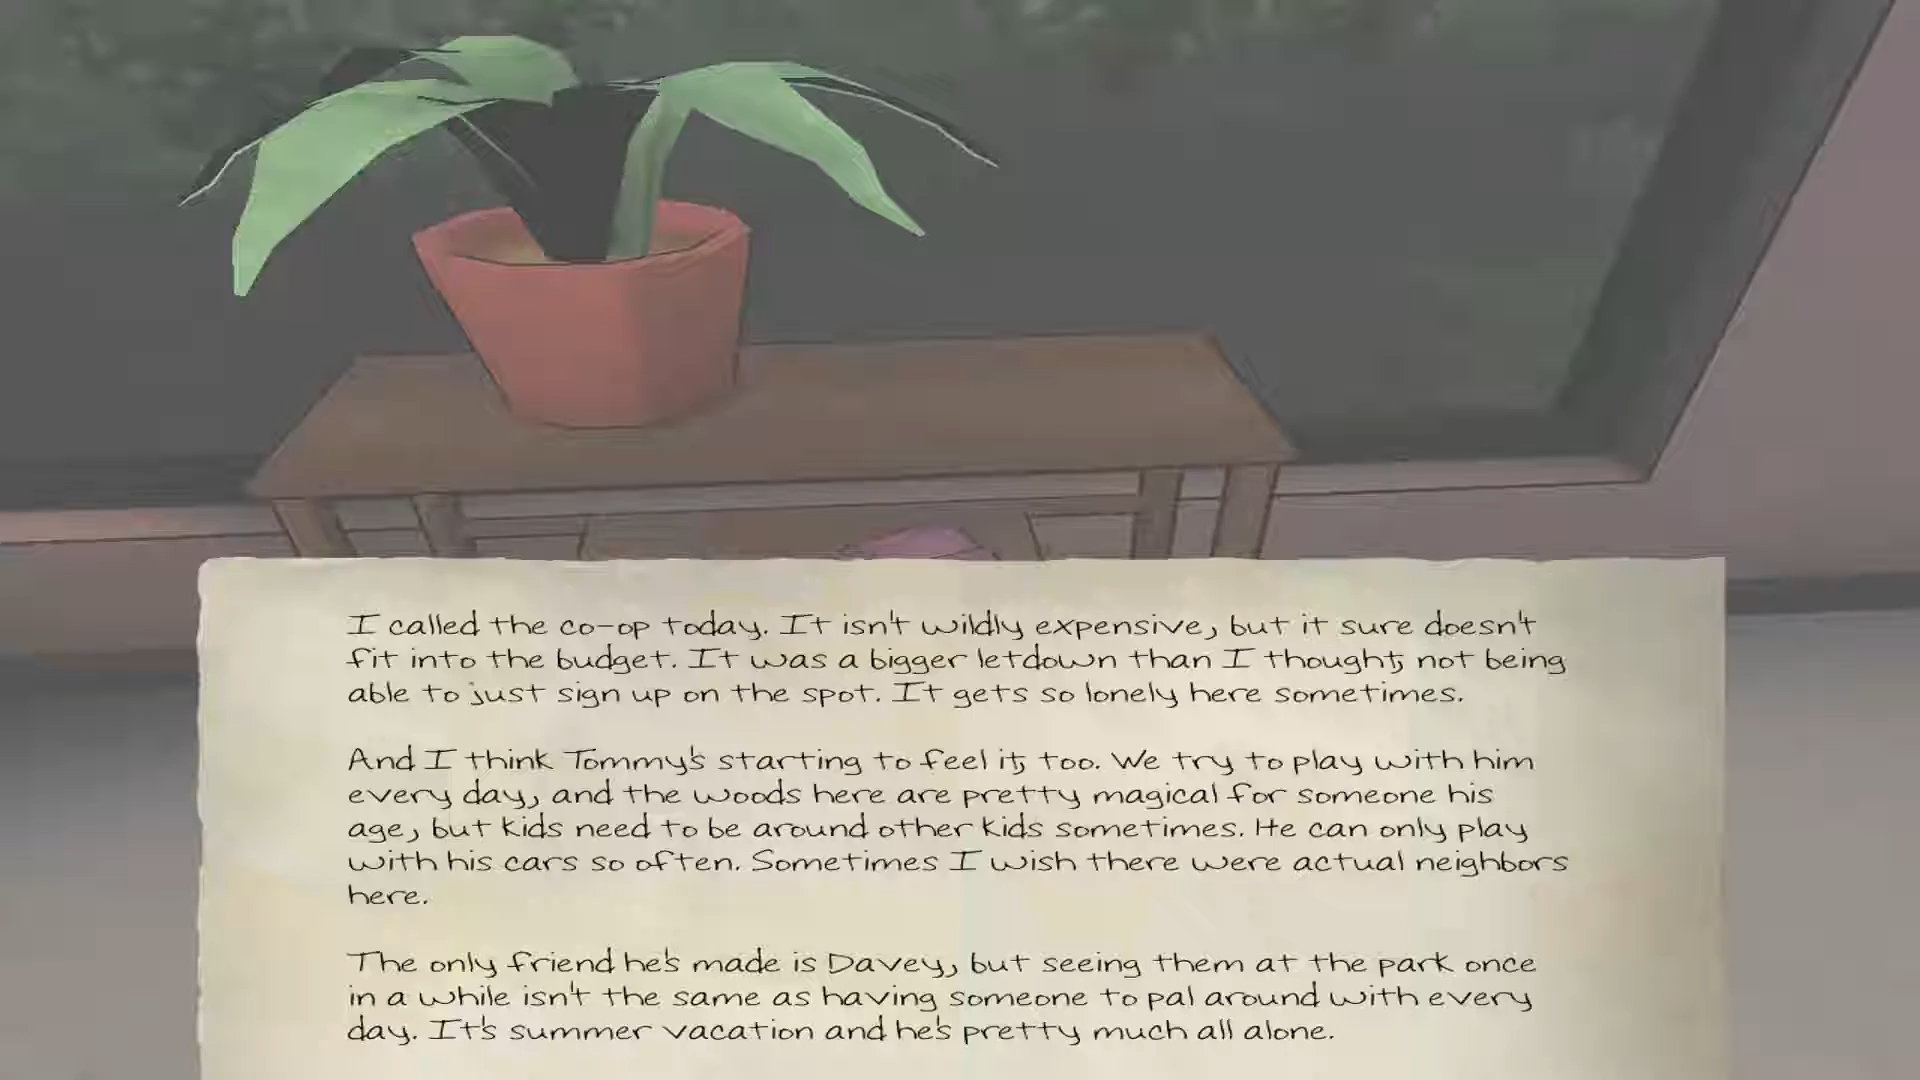 I called the co-op today. It isn't wildly expensive, but it sure doesn't
fit into the budget. It was a bigger letdown than I thought, not being
able to just sign up on the spot. It gets so lonely here sometimes.
And I think Tommy's starting to feel it, too. We try to play with him
every day, and the woods here are pretty magical for someone his
age, but kids need to be around other kids sometimes. He can only play
with his cars so often. Sometimes I wish there were actual neighbors
here.
The only friend he's made is Davey, but seeing them at the park once
in a while isn't the same as having someone to pal around with every
day. It's summer vacation and he's pretty much all alone.